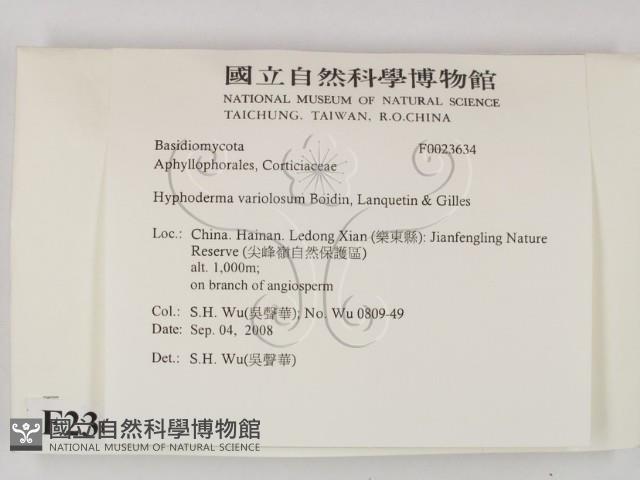 國立自然科學博物館
NATIONAL MUSEUM OF NATURAL SCIENCE
TAICHUNG. TAIWAN, R.O.CHINA
Basidiomycota F0023634
Aphyllophorales, Corticiaceae
Hyphoderma variolosum Boidin, Lanquetin & Gilles
Loc.: China. Hainan. Ledong Xian (樂東縣): Jianfengling Nature
Reserve (尖峰嶺自然保護區)
alt. 1,000m;
on branch of angiosperm
Col.: S.H. Wu(吳聲華); No. Wu 0809-49
Date: Sep. 04, 2008
Det.: S.H. Wu(吳聲華)
F23
國立自然科學博物館
NATIONAL MUSEUM OF NATURAL SCIENCE